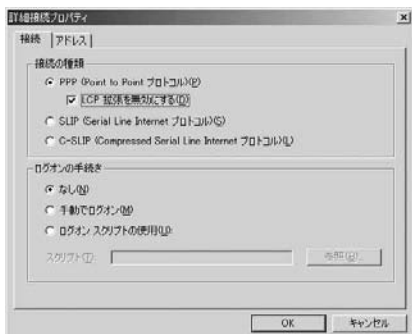 詳細接続プロパティ
接続
アドレス
接続の種類
PPP (Point to Point プロトコル)(P)
LCP 拡張を無効にする(D)
SLIP (Serial Line Internet プロトコル)(S)
C-SLIP (Compressed Serial Line Internet プロトコル)(L)
ログオンの手続き
なし(N)
手動でログオン(M)
ログオン スクリプトの使用(U):
スクリプト(T):
参照(B)...
OK
キャンセル